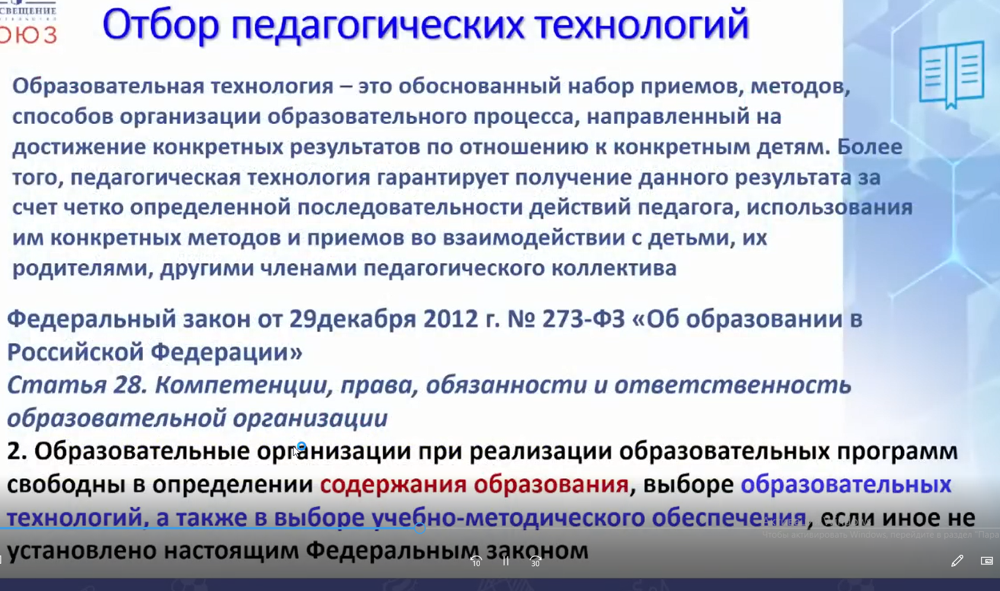 СВЕЩЕНИЕ
ОЮЗ
Отбор педагогических технологий
Образовательная технология – это обоснованный набор приемов, методов,
способов организации образовательного процесса, направленный на
достижение конкретных результатов по отношению к конкретным детям. Более
того, педагогическая технология гарантирует получение данного результата за
счет четко определенной последовательности действий педагога, использования
им конкретных методов и приемов во взаимодействии с детьми, их
родителями, другими членами педагогического коллектива
Федеральный закон от 29декабря 2012 г. № 273-ФЗ «Об образовании в
Российской Федерации»
Статья 28. Компетенции, права, обязанности и ответственность
образовательной организации
2. Образовательные организации при реализации образовательных программ
свободны в определении содержания образования, выборе образовательных
технологий, а также в выборе учебно-методического обеспечения, если иное не
установлено настоящим Федеральным законом
Активация Windows
Чтобы активировать Windows, перейдите в раздел "Пара
10
30